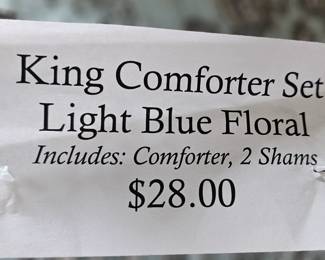 King Comforter Set
Light Blue Floral
Includes: Comforter, 2 Shams
$28.00